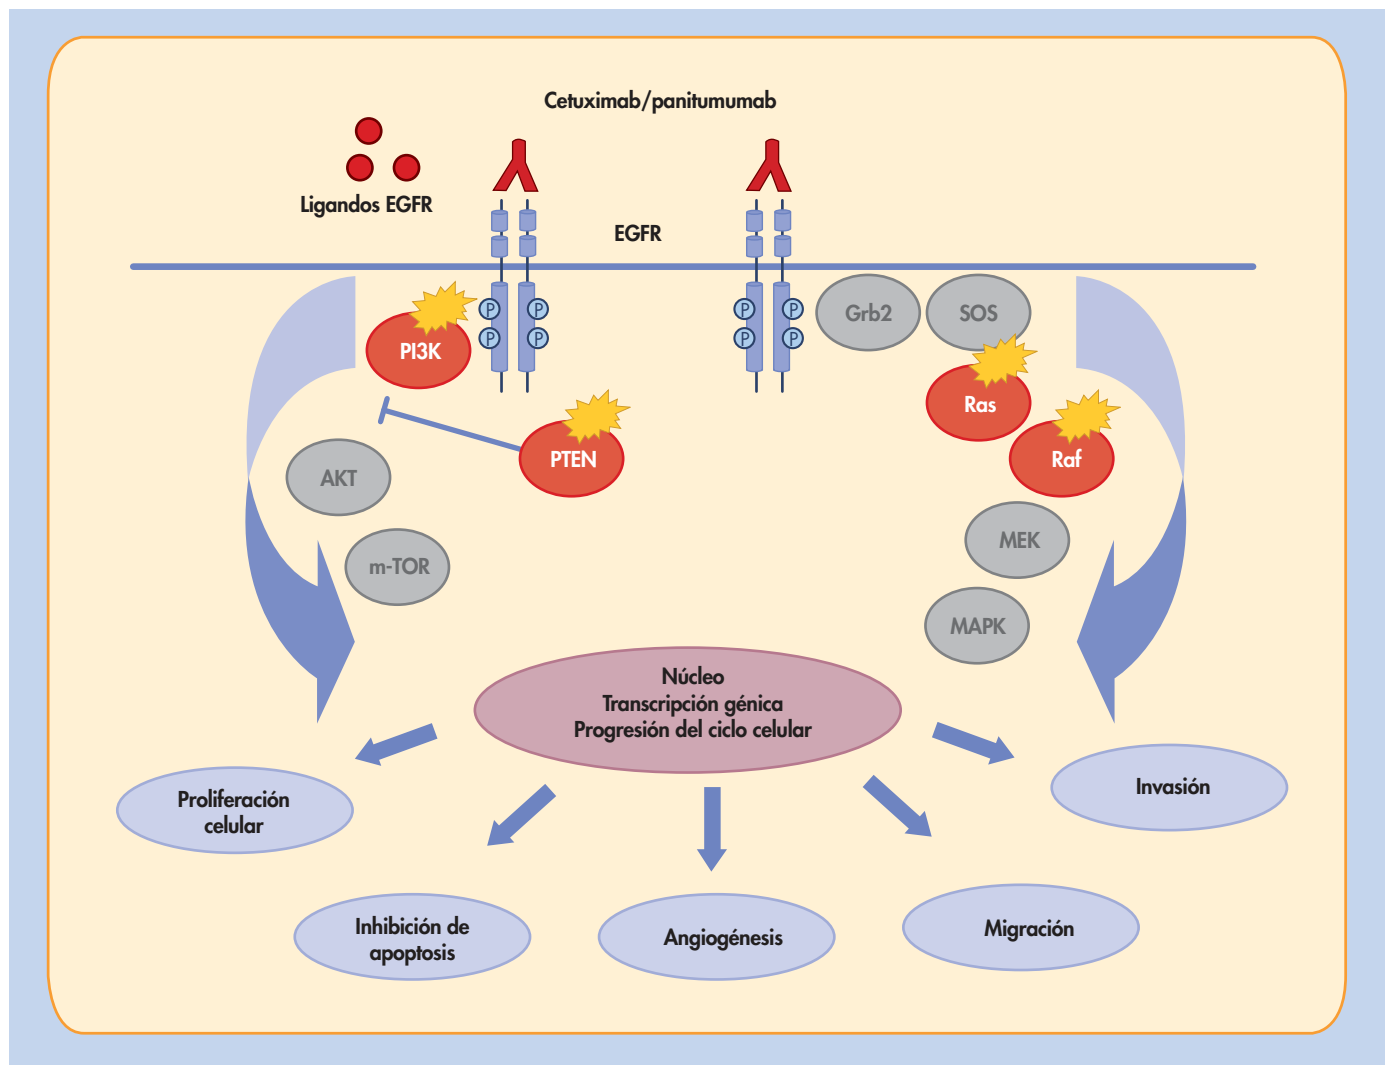 Cetuximab/panitumumab
Ligandos EGFR
EGFR
P
P
P
P
P
P
P
P
Grb2
SOS
PI3K
Ras
PTEN
Raf
AKT
m-TOR
MEK
MAPK
Núcleo
Transcripción génica
Progresión del ciclo celular
Proliferación
celular
Invasión
Inhibición de
apoptosis
Angiogénesis
Migración